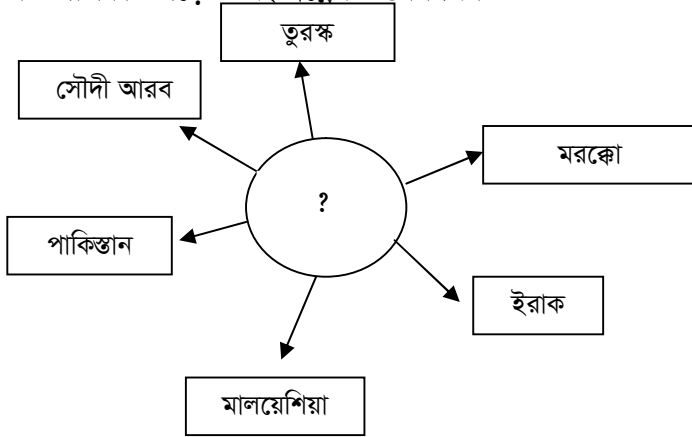 তুরস্ক
সৌদী আরব
মরক্কো
?
পাকিস্তান
ইরাক
মালয়েশিয়া